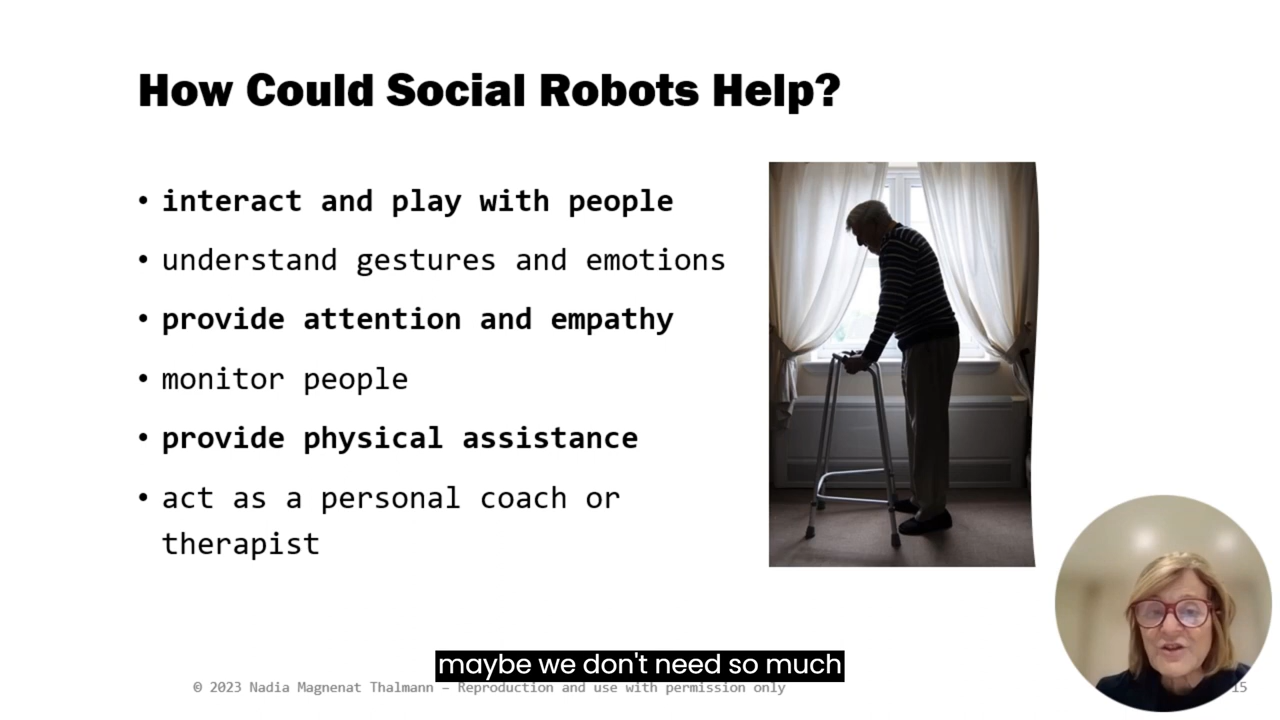 How Could Social Robots Help?
• interact and play with people
• understand gestures and emotions
• provide attention and empathy
• monitor people
• provide physical assistance
• act as a personal coach or
therapist
maybe we don't need so much
© 2023 Nadia Magnenat Thalmann – Reproduction and use with permission only
15